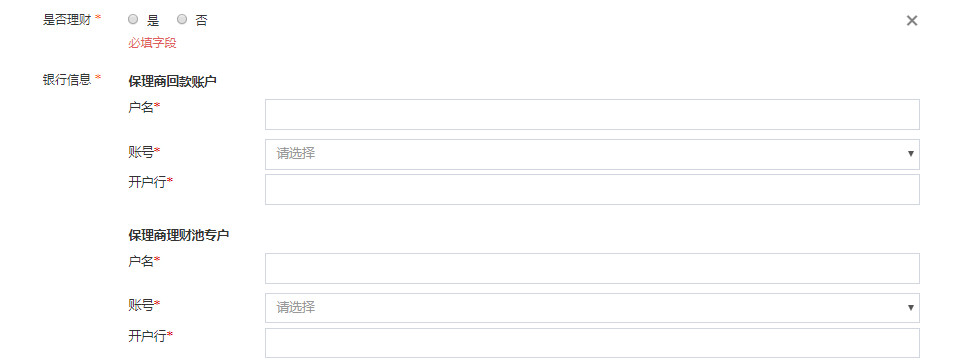 是否理财 * 是 否
必填字段
银行信息 * 保理商回款账户
户名*
账号* 请选择
开户行*
保理商理财池专户
户名*
账号* 请选择
开户行*